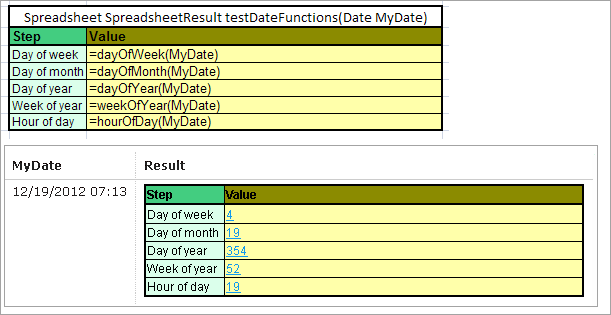 Spreadsheet SpreadsheetResult testDateFunctions(Date MyDate)
Step Value
Day of week =dayOfWeek(MyDate)
Day of month =dayOfMonth(MyDate)
Day of year =dayOfYear(MyDate)
Week of year =weekOfYear(MyDate)
Hour of day =hourOfDay(MyDate)
MyDate Result
12/19/2012 07:13 Step Value
Day of week 4
Day of month 19
Day of year 354
Week of year 52
Hour of day 19